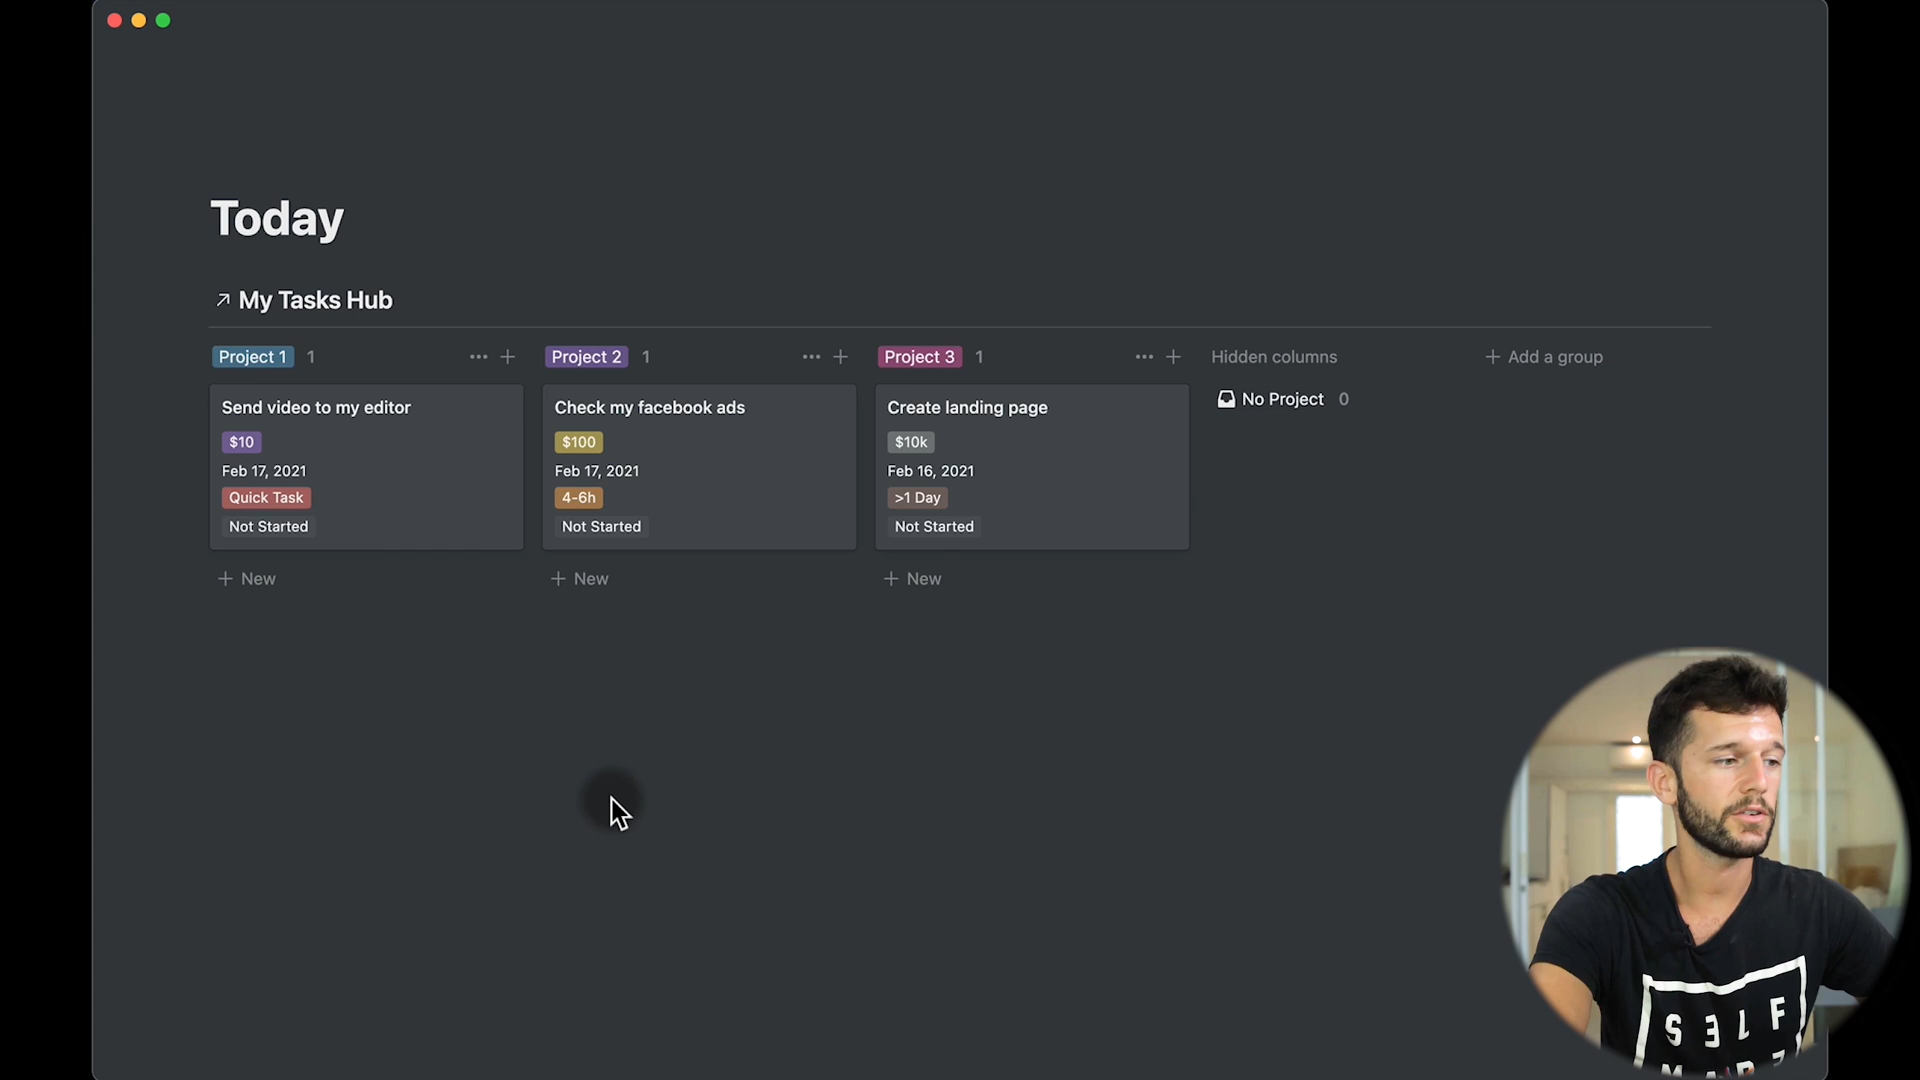 Today
My Tasks Hub
Project 1 1
Project 2 1
Project 3 1
Hidden columns
+ Add a group
Send video to my editor
$10
Feb 17, 2021
Quick Task
Not Started
+ New
Check my facebook ads
$100
Feb 17, 2021
4-6h
Not Started
+ New
Create landing page
$10k
Feb 16, 2021
>1 Day
Not Started
+ New
No Project 0
SELF